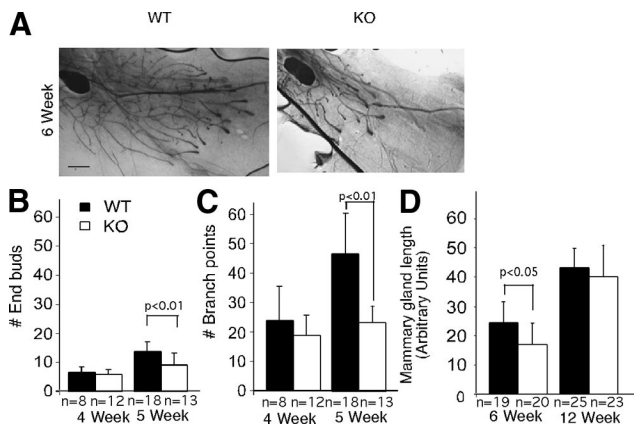 A
WT
KO
6 Week
B
WT
KO
# End buds
60
50
40
30
20
10
0
p<0.01
n=8 n=12 n=18 n=13
4 Week 5 Week
C
# Branch points
60
50
40
30
20
10
0
p<0.01
n=8 n=12 n=18 n=13
4 Week 5 Week
D
Mammary gland length
(Arbitrary Units)
60
50
40
30
20
10
0
p<0.05
n=19 n=20 n=25 n=23
6 Week 12 Week